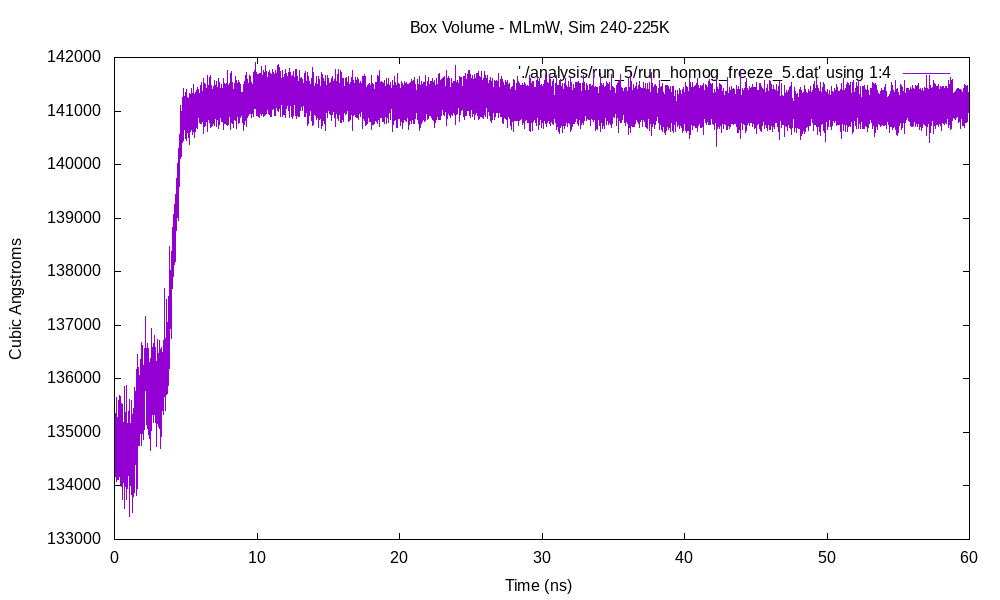 Box Volume - MLmW, Sim 240-225K
'./analysis/run_5/run_homog_freeze_5.dat' using 1:4
142000
141000
140000
139000
138000
137000
136000
135000
134000
133000
Cubic Angstroms
0 10 20 30 40 50 60
Time (ns)